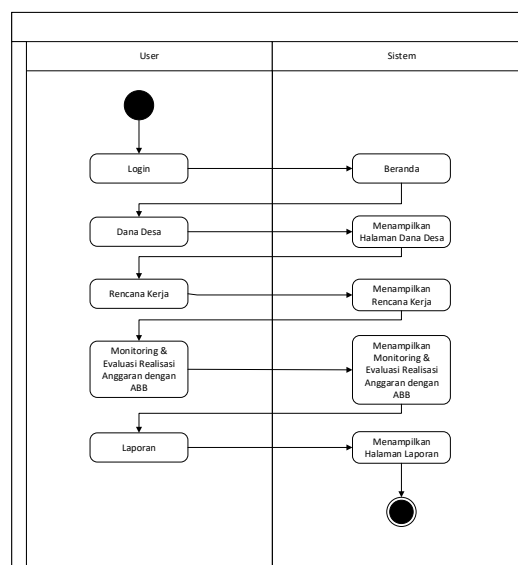 User
Sistem
Login
Beranda
Dana Desa
Menampilkan
Halaman Dana Desa
Rencana Kerja
Menampilkan
Rencana Kerja
Monitoring &
Evaluasi Realisasi
Anggaran dengan
ABB
Menampilkan
Monitoring &
Evaluasi Realisasi
Anggaran dengan
ABB
Laporan
Menampilkan
Halaman Laporan